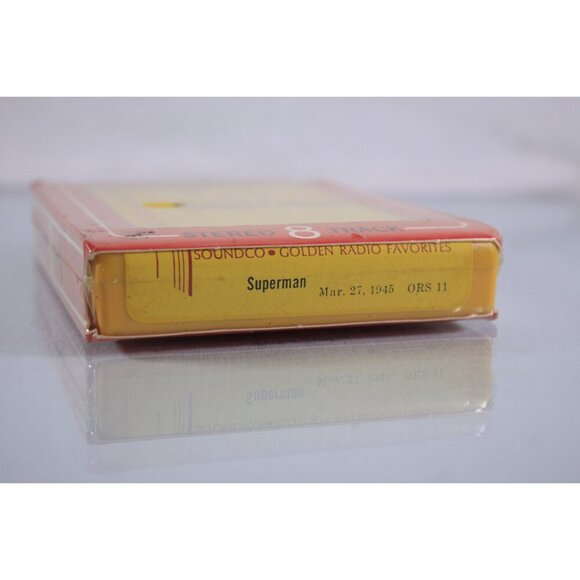 STEREO 8 TRACK
SOUNDCO • GOLDEN RADIO FAVORITES
Superman Mar. 27, 1945 ORS 11